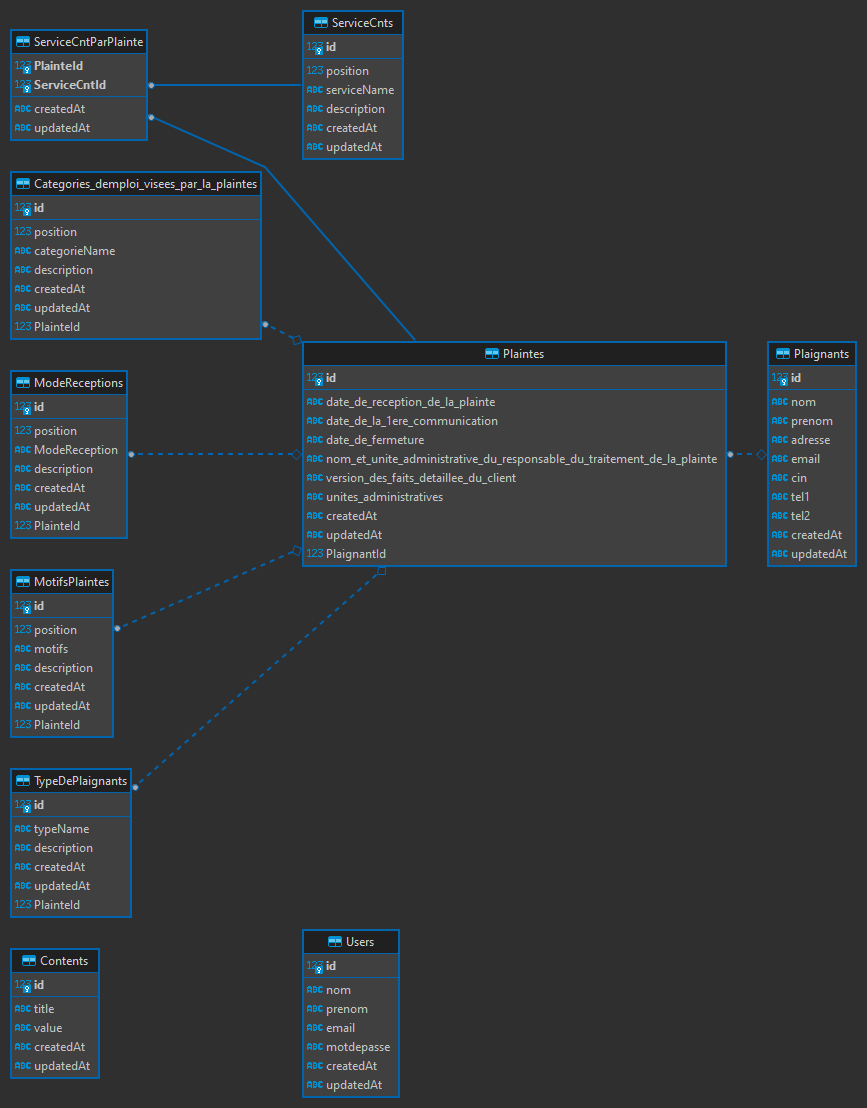 ServiceCntParPlainte
123 PlainteId
123 ServiceCntId
ABC createdAt
ABC updatedAt
ServiceCnts
123 id
123 position
ABC serviceName
ABC description
ABC createdAt
ABC updatedAt
Categories_demploi_visees_par_la_plaintes
123 id
123 position
ABC categorieName
ABC description
ABC createdAt
ABC updatedAt
123 PlainteId
Plaintes
123 id
ABC date_de_reception_de_la_plainte
ABC date_de_la_1ere_communication
ABC date_de_fermeture
ABC nom_et_unite_administrative_du_responsable_du_traitement_de_la_plainte
ABC version_des_faits_detaillee_du_client
ABC unites_administratives
ABC createdAt
ABC updatedAt
123 PlaignantId
Plaignants
123 id
ABC nom
ABC prenom
ABC adresse
ABC email
ABC cin
ABC tel1
ABC tel2
ABC createdAt
ABC updatedAt
ModeReceptions
123 id
123 position
ABC ModeReception
ABC description
ABC createdAt
ABC updatedAt
123 PlainteId
MotifsPlaintes
123 id
123 position
ABC motifs
ABC description
ABC createdAt
ABC updatedAt
123 PlainteId
TypeDePlaignants
123 id
ABC typeName
ABC description
ABC createdAt
ABC updatedAt
123 PlainteId
Contents
123 id
ABC title
ABC value
ABC createdAt
ABC updatedAt
Users
123 id
ABC nom
ABC prenom
ABC email
ABC motdepasse
ABC createdAt
ABC updatedAt